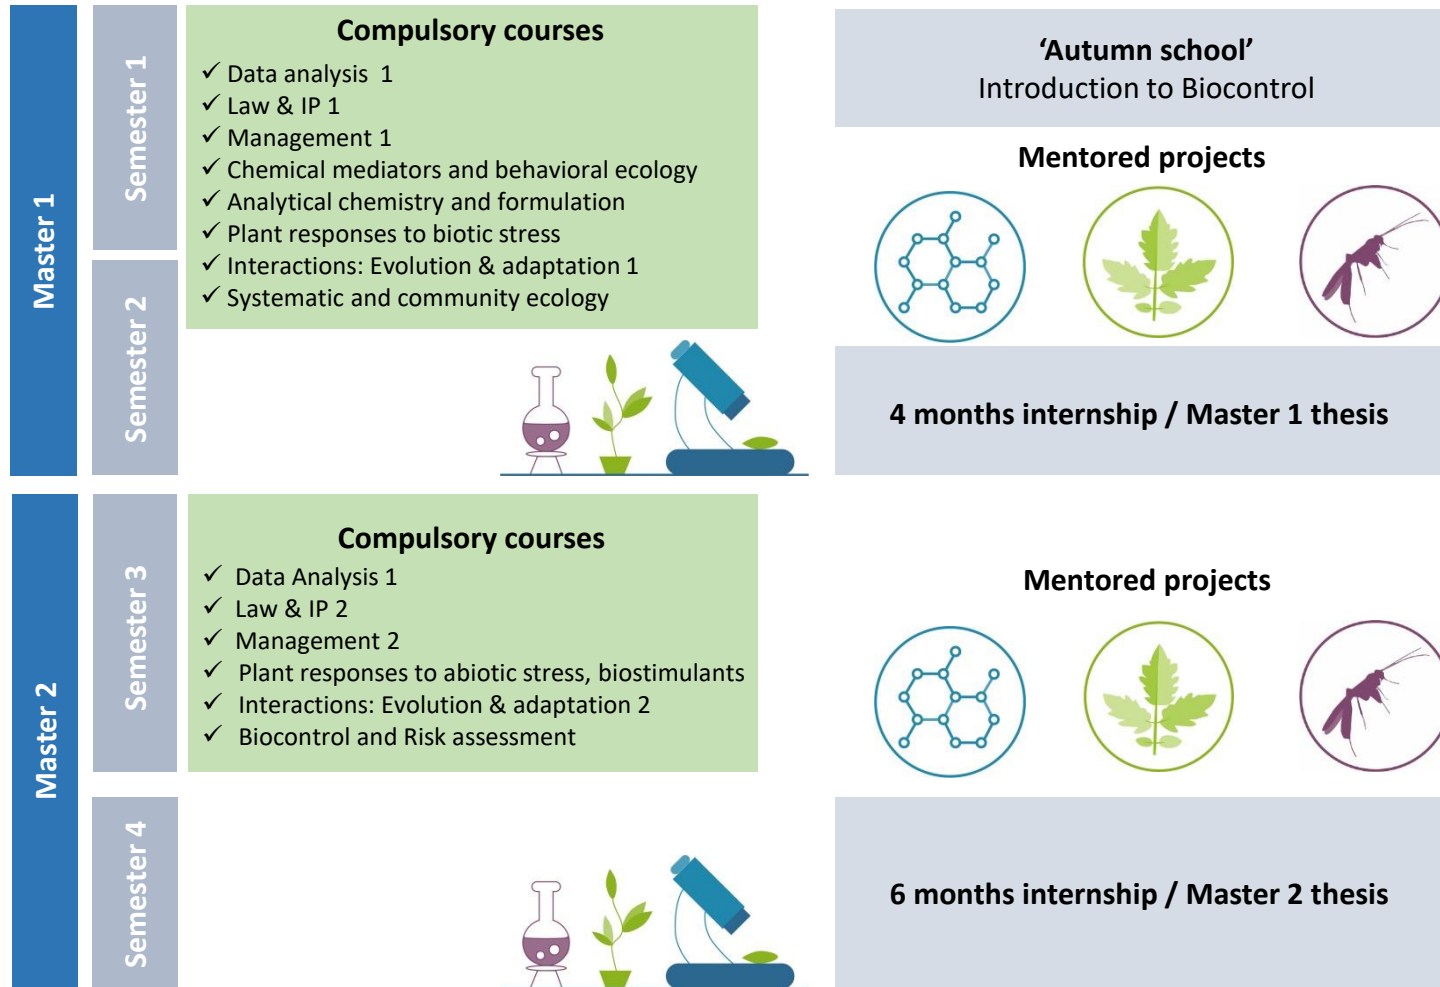 Master 1
Semester 1
Semester 2
Compulsory courses
✓ Data analysis 1
✓ Law & IP 1
✓ Management 1
✓ Chemical mediators and behavioral ecology
✓ Analytical chemistry and formulation
✓ Plant responses to biotic stress
✓ Interactions: Evolution & adaptation 1
✓ Systematic and community ecology
‘Autumn school’
Introduction to Biocontrol
Mentored projects
4 months internship / Master 1 thesis
Master 2
Semester 3
Semester 4
Compulsory courses
✓ Data Analysis 1
✓ Law & IP 2
✓ Management 2
✓ Plant responses to abiotic stress, biostimulants
✓ Interactions: Evolution & adaptation 2
✓ Biocontrol and Risk assessment
Mentored projects
6 months internship / Master 2 thesis